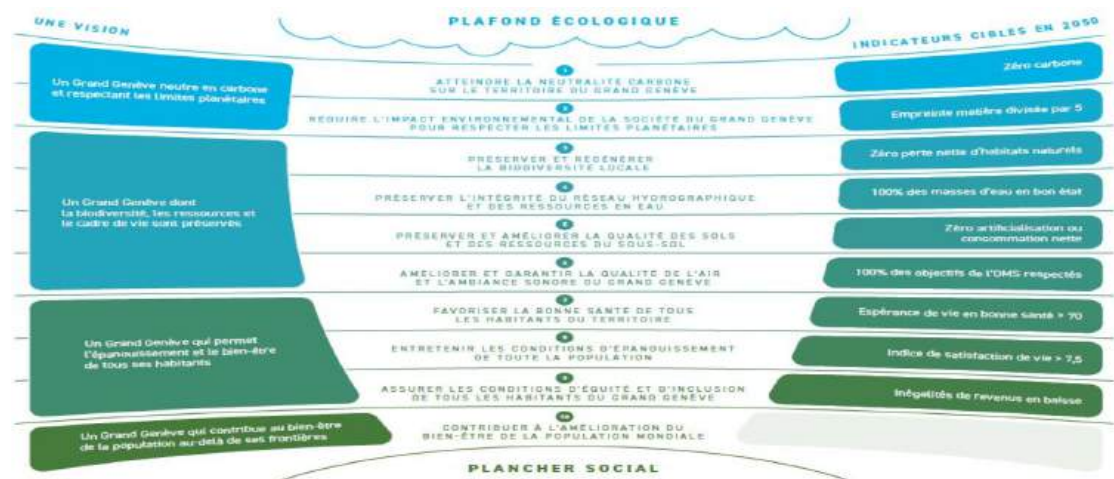 UNE VISION
PLAFOND ÉCOLOGIQUE
INDICATEURS CIBLES EN 2050
Un Grand Genève neutre en carbone
et respectant les limites planétaires
1
ATTEINDRE LA NEUTRALITÉ CARBONE
SUR LE TERRITOIRE DU GRAND GENÈVE
Zéro carbone
2
RÉDUIRE L'IMPACT ENVIRONNEMENTAL DE LA SOCIÉTÉ DU GRAND GENÈVE
POUR RESPECTER LES LIMITES PLANÉTAIRES
Empreinte matière divisée par 5
Un Grand Genève dont
la biodiversité, les ressources et
le cadre de vie sont préservés
3
PRÉSERVER ET RÉGÉNÉRER
LA BIODIVERSITÉ LOCALE
Zéro perte nette d'habitats naturels
4
PRÉSERVER L'INTÉGRITÉ DU RÉSEAU HYDROGRAPHIQUE
ET DES RESSOURCES EN EAU
100% des masses d'eau en bon état
5
PRÉSERVER ET AMÉLIORER LA QUALITÉ DES SOLS
ET DES RESSOURCES DU SOUS-SOL
Zéro artificialisation ou
consommation nette
6
AMÉLIORER ET GARANTIR LA QUALITÉ DE L'AIR
ET L'AMBIANCE SONORE DU GRAND GENÈVE
100% des objectifs de l'OMS respectés
Un Grand Genève qui permet
l'épanouissement et le bien-être
de tous ses habitants
7
FAVORISER LA BONNE SANTÉ DE TOUS
LES HABITANTS DU TERRITOIRE
Espérance de vie en bonne santé > 70
8
ENTRETENIR LES CONDITIONS D'ÉPANOUISSEMENT
DE TOUTE LA POPULATION
Indice de satisfaction de vie > 7,5
9
ASSURER LES CONDITIONS D'ÉQUITÉ ET D'INCLUSION
DE TOUS LES HABITANTS DU GRAND GENÈVE
Inégalités de revenus en baisse
Un Grand Genève qui contribue au bien-être
de la population au-delà de ses frontières
10
CONTRIBUER À L'AMÉLIORATION DU
BIEN-ÊTRE DE LA POPULATION MONDIALE
PLANCHER SOCIAL